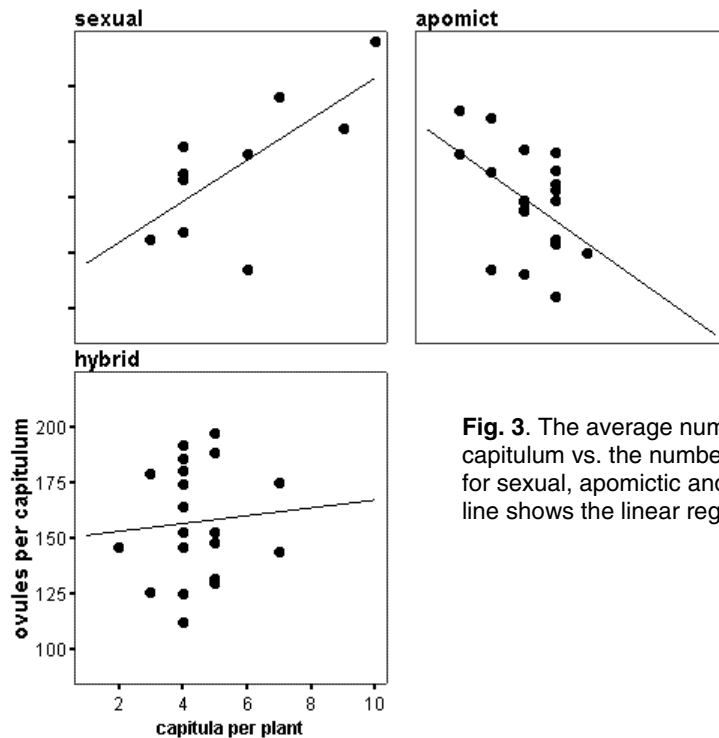 sexual
apomict
hybrid
200
175
150
125
100
ovules per capitulum
2 4 6 8 10
capitula per plant
Fig. 3. The average num
capitulum vs. the numbe
for sexual, apomictic and
line shows the linear reg